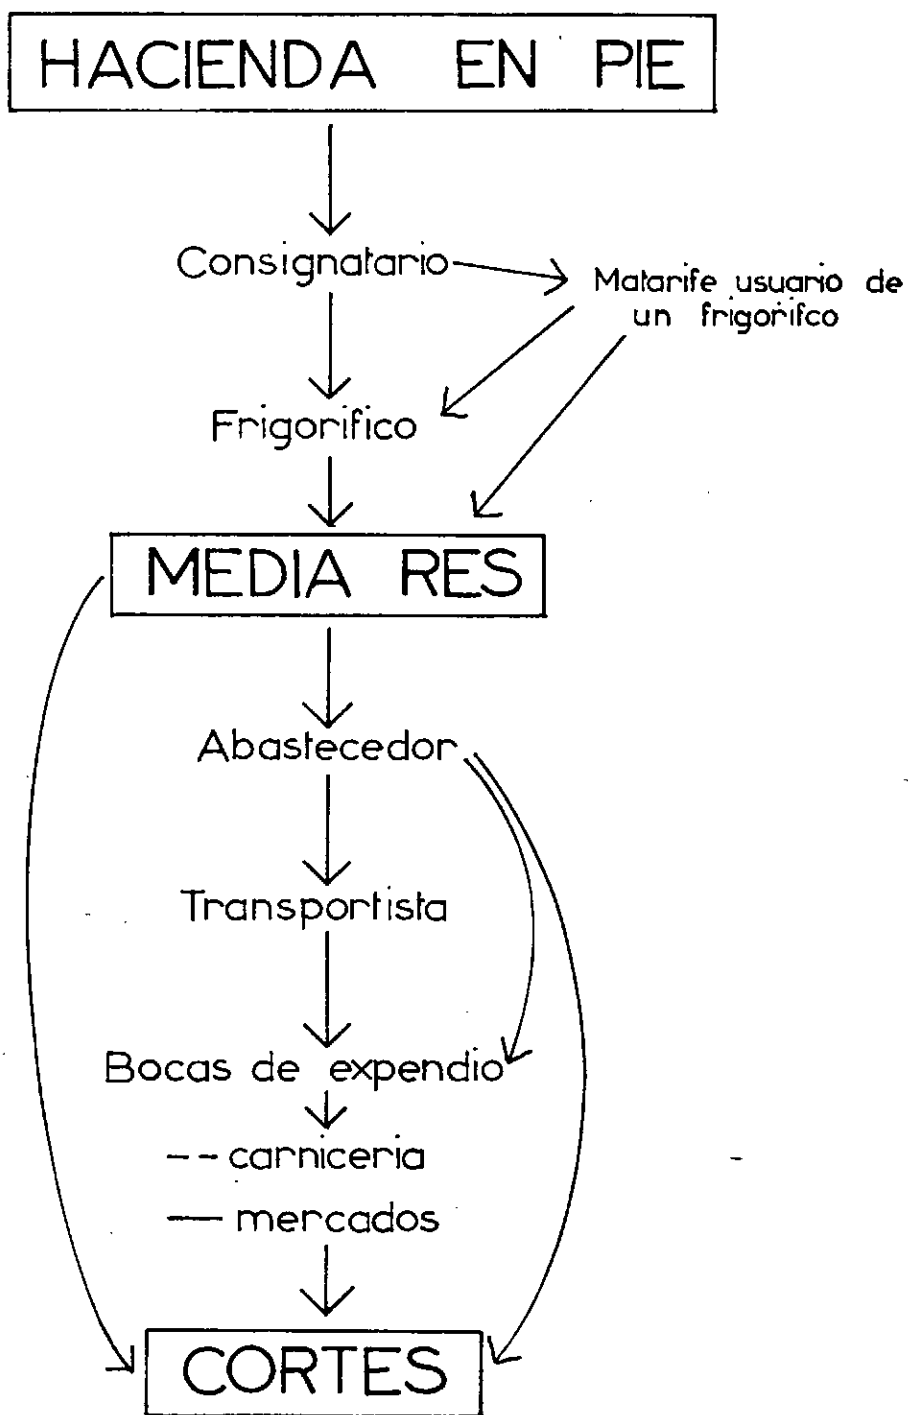 HACIENDA EN PIE
Consignatario
Matarife usuario de
un frigorifco
Frigorifico
MEDIA RES
Abastecedor
Transportista
Bocas de expendio
-- carniceria
— mercados
CORTES